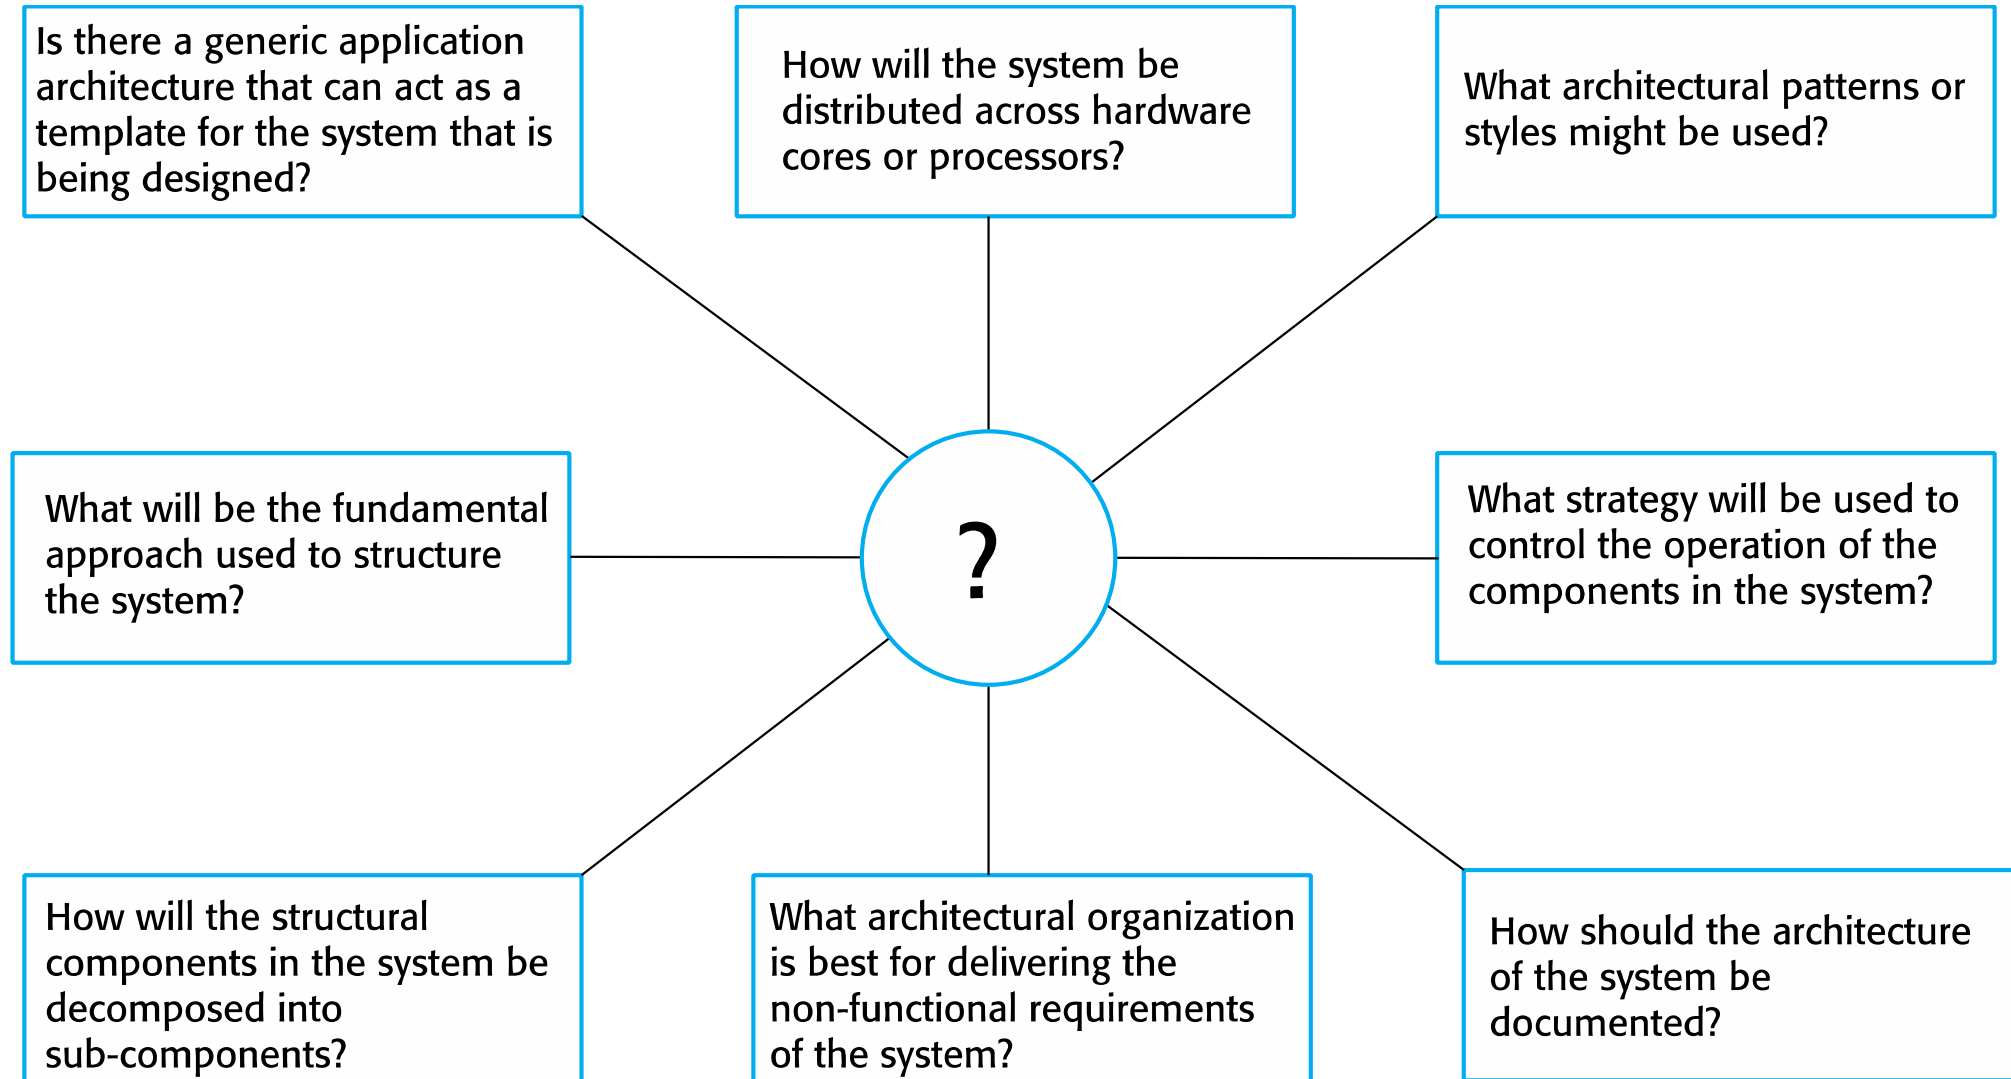 Is there a generic application
architecture that can act as a
template for the system that is
being designed?
How will the system be
distributed across hardware
cores or processors?
What architectural patterns or
styles might be used?
What will be the fundamental
approach used to structure
the system?
?
What strategy will be used to
control the operation of the
components in the system?
How will the structural
components in the system be
decomposed into
sub-components?
What architectural organization
is best for delivering the
non-functional requirements
of the system?
How should the architecture
of the system be
documented?